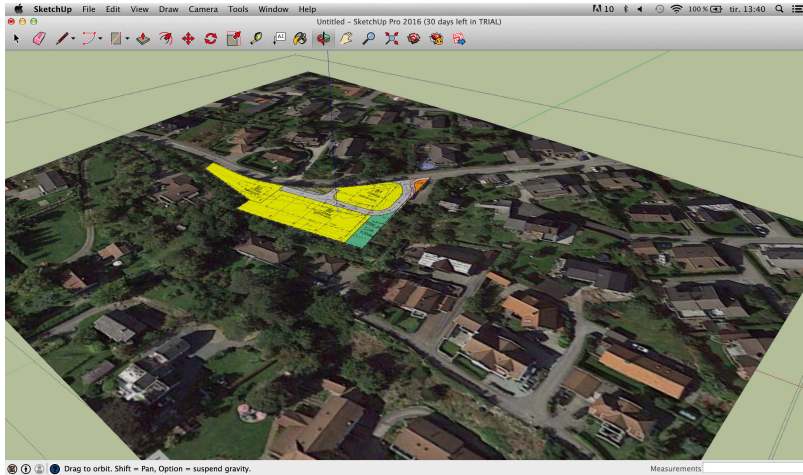 SketchUp File Edit View Draw Camera Tools Window Help
10 100 % tir. 13:40
Untitled – SketchUp Pro 2016 (30 days left in TRIAL)
A1
Drag to orbit. Shift = Pan, Option = suspend gravity.
Measurements